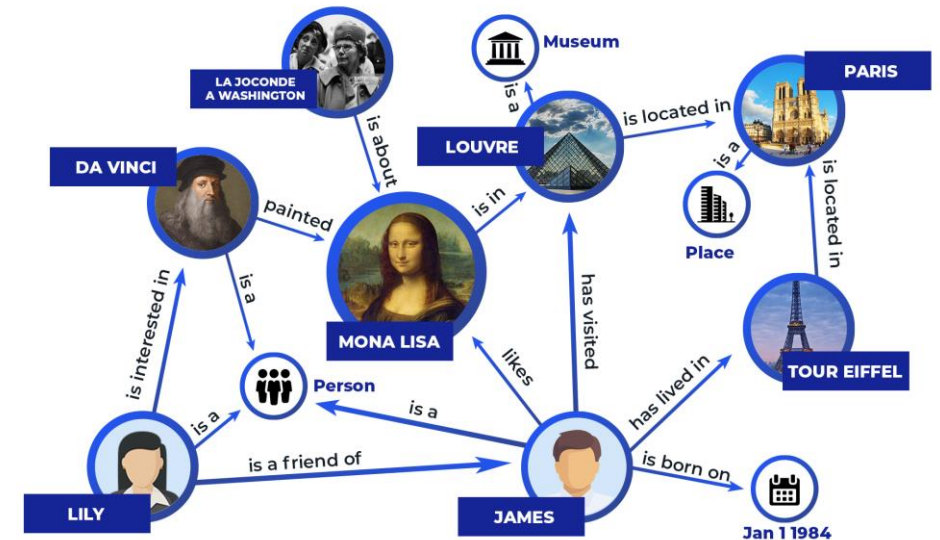 LA JOCONDE
A WASHINGTON
Museum
PARIS
is a
is located in
LOUVRE
is about
DA VINCI
is a
is located in
painted
is in
Place
is a
is interested in
has visited
MONA LISA
TOUR EIFFEL
likes
Person
has lived in
is a
is a
is a friend of
is born on
LILY
JAMES
Jan 1 1984